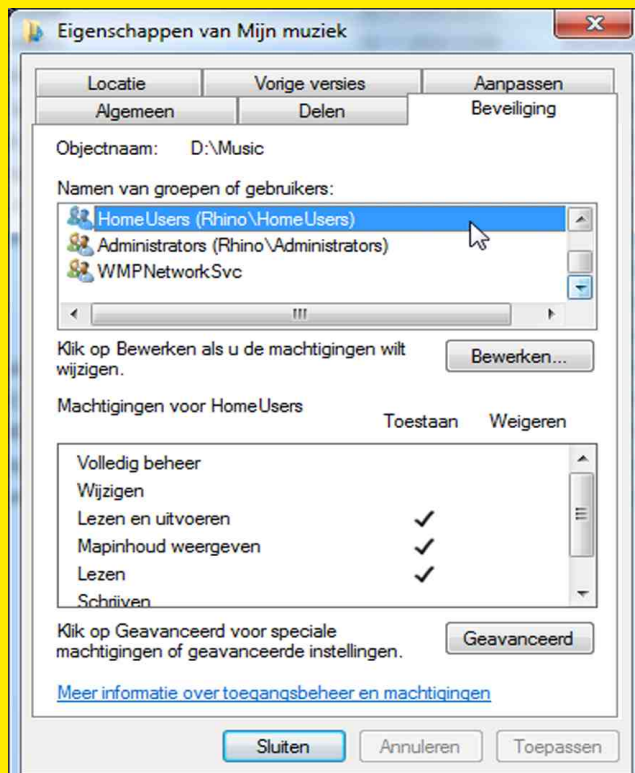 Eigenschappen van Mijn muziek
Locatie Vorige versies Aanpassen
Algemeen Delen Beveiliging
Objectnaam: D:\Music
Namen van groepen of gebruikers:
HomeUsers (Rhino\HomeUsers)
Administrators (Rhino\Administrators)
WMPNetworkSvc
Klik op Bewerken als u de machtigingen wilt
wijzigen.
Bewerken...
Machtigingen voor HomeUsers
Toestaan Weigeren
Volledig beheer
Wijzigen
Lezen en uitvoeren
Mapinhoud weergeven
Lezen
Schrijven
Klik op Geavanceerd voor speciale
machtigingen of geavanceerde instellingen.
Geavanceerd
Meer informatie over toegangsbeheer en machtigingen
Sluiten Annuleren Toepassen